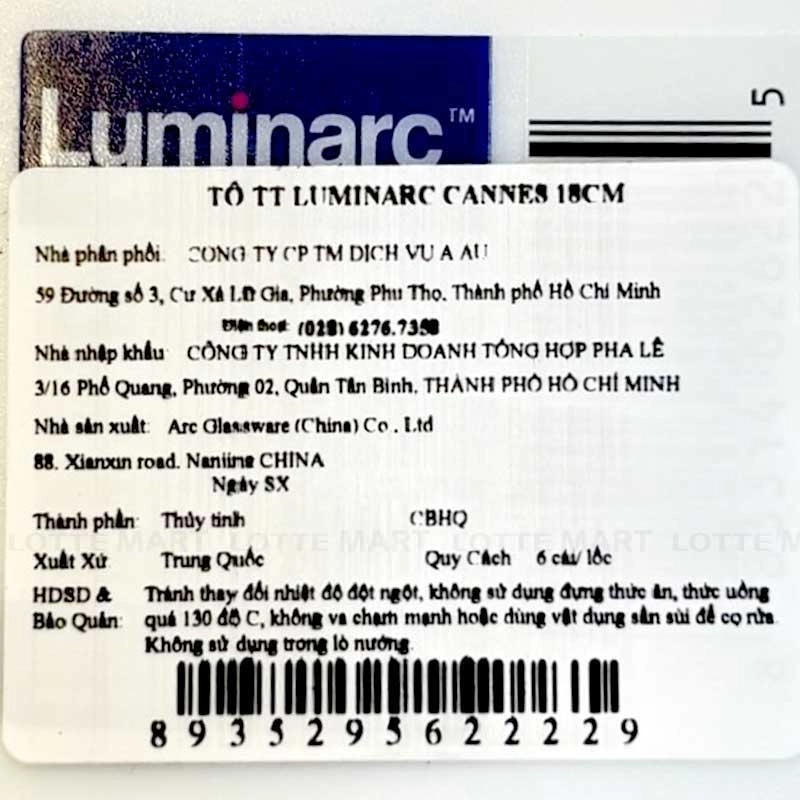 Luminarc™
5
TÔ TT LUMINARC CANNES 18CM
Nhà phân phối: CÔNG TY CP TM DỊCH VỤ Á ÂU
59 Đường số 3, Cư Xá Lữ Gia, Phường Phú Thọ, Thành phố Hồ Chí Minh
Điện thoại: (028) 6276.7358
Nhà nhập khẩu: CÔNG TY TNHH KINH DOANH TỔNG HỢP PHA LÊ
3/16 Phổ Quang, Phường 02, Quân Tân Bình, THÀNH PHỐ HỒ CHÍ MINH
Nhà sản xuất: Arc Glassware (China) Co., Ltd
88. Xianxin road. Nanjing CHINA
Ngày SX
Thành phần: Thủy tinh CBHQ
LOTTE MART LOTTE MART LOTTE MART LOTTE M
Xuất Xứ Trung Quốc Quy Cách 6 cái/ lốc
HDSD & Tránh thay đổi nhiệt độ đột ngột, không sử dụng đựng thức ăn, thức uống
Bảo Quản: quá 130 độ C, không va chạm mạnh hoặc dùng vật dụng sần sùi để cọ rửa
Không sử dụng trong lò nướng.
8935295622229